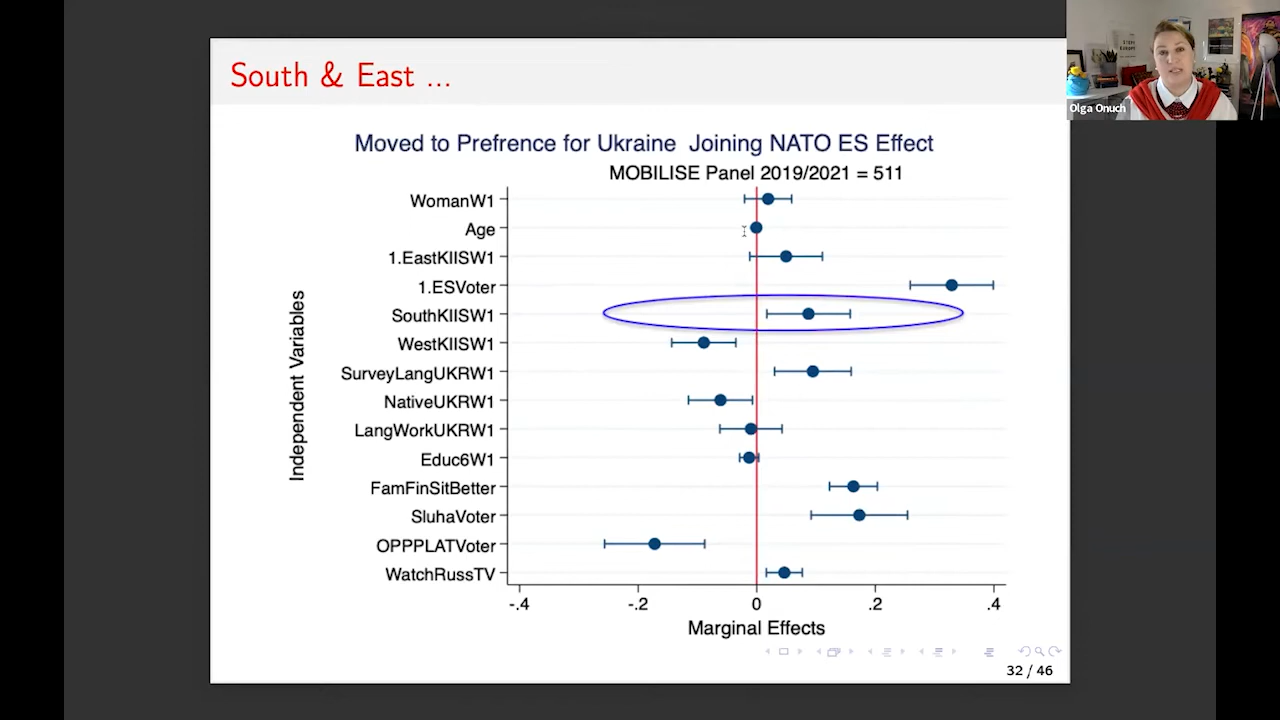 South & East ...
Olga Onuch
Moved to Prefrence for Ukraine Joining NATO ES Effect
MOBILISE Panel 2019/2021 = 511
WomanW1
Age
1.EastKIISW1
1.ESVoter
SouthKIISW1
WestKIISW1
SurveyLangUKRW1
NativeUKRW1
LangWorkUKRW1
Educ6W1
FamFinSitBetter
SluhaVoter
OPPPLATVoter
WatchRussTV
Independent Variables
-.4 -.2 0 .2 .4
Marginal Effects
32 / 46